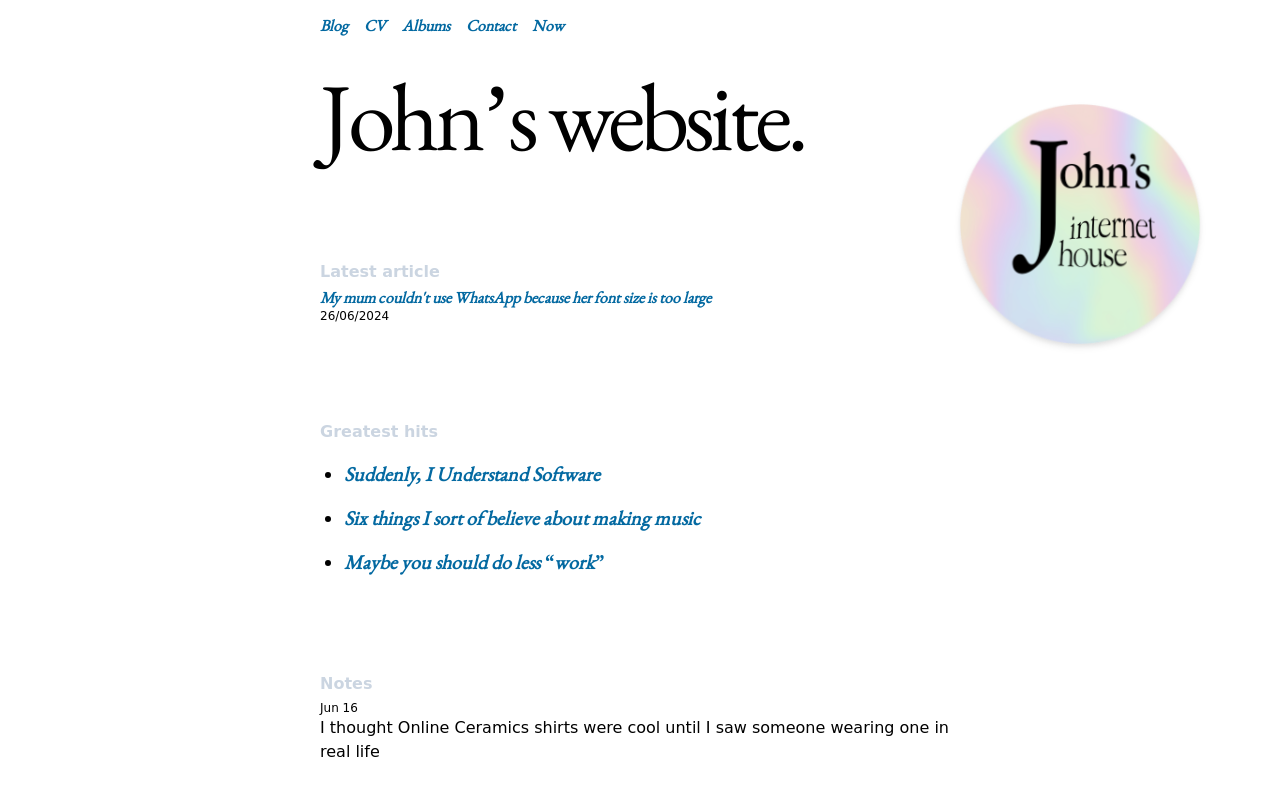 Blog CV Albums Contact Now
John’s website.
John's
internet
house
Latest article
My mum couldn't use WhatsApp because her font size is too large
26/06/2024
Greatest hits
Suddenly, I Understand Software
Six things I sort of believe about making music
Maybe you should do less “work”
Notes
Jun 16
I thought Online Ceramics shirts were cool until I saw someone wearing one in
real life